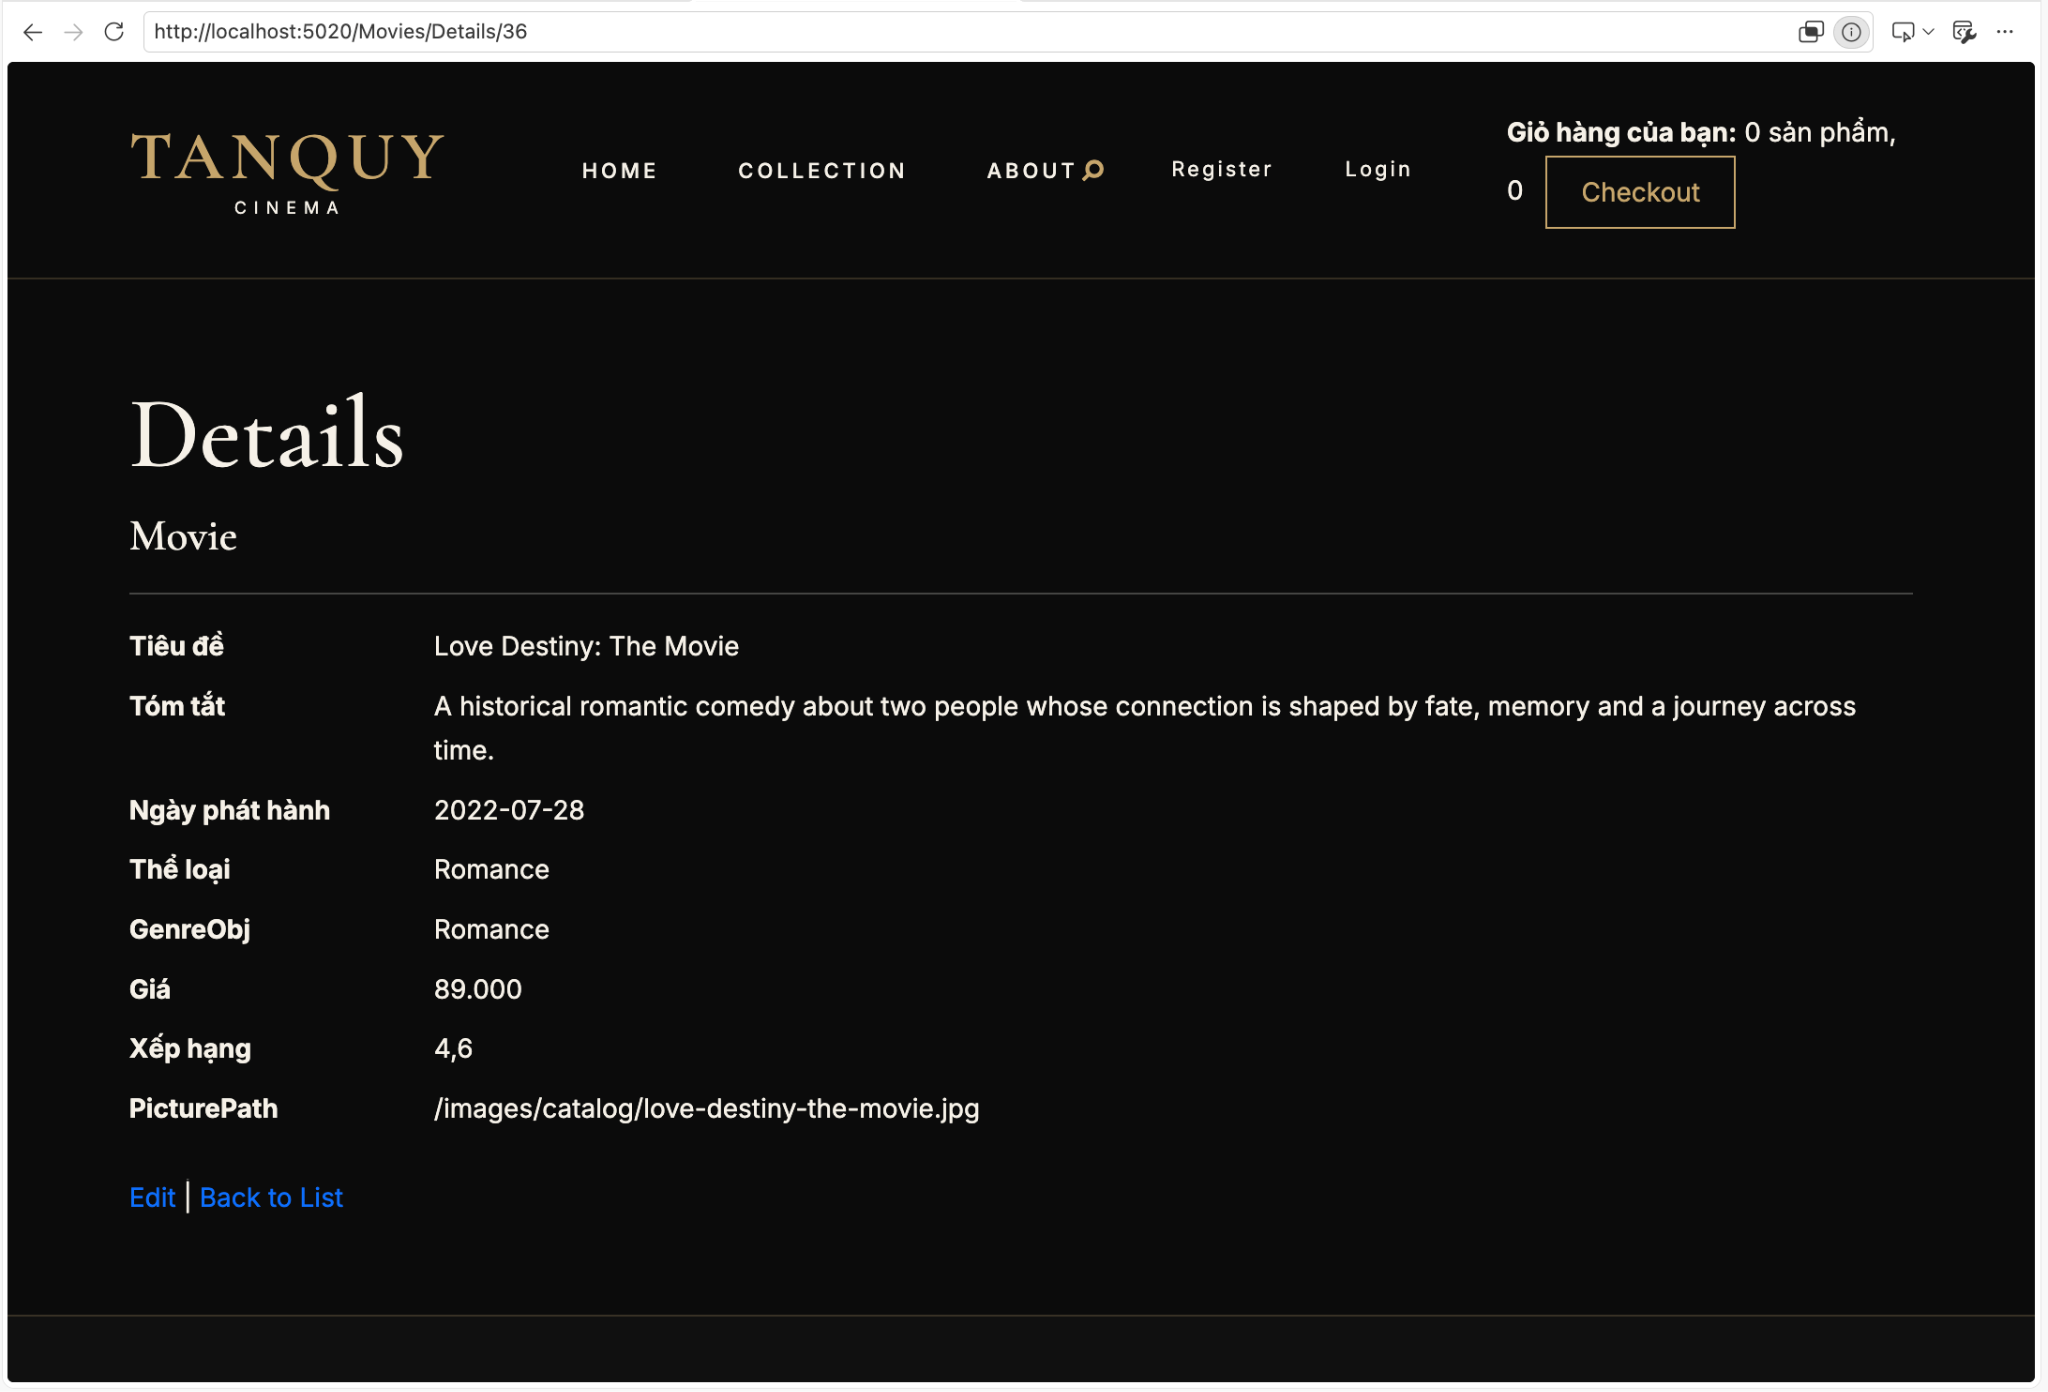 http://localhost:5020/Movies/Details/36
TANQUY
CINEMA
HOME
COLLECTION
ABOUT
Register
Login
Giỏ hàng của bạn: 0 sản phẩm,
0
Checkout
Details
Movie
Tiêu đề
Love Destiny: The Movie
Tóm tắt
A historical romantic comedy about two people whose connection is shaped by fate, memory and a journey across
time.
Ngày phát hành
2022-07-28
Thể loại
Romance
GenreObj
Romance
Giá
89.000
Xếp hạng
4,6
PicturePath
/images/catalog/love-destiny-the-movie.jpg
Edit | Back to List